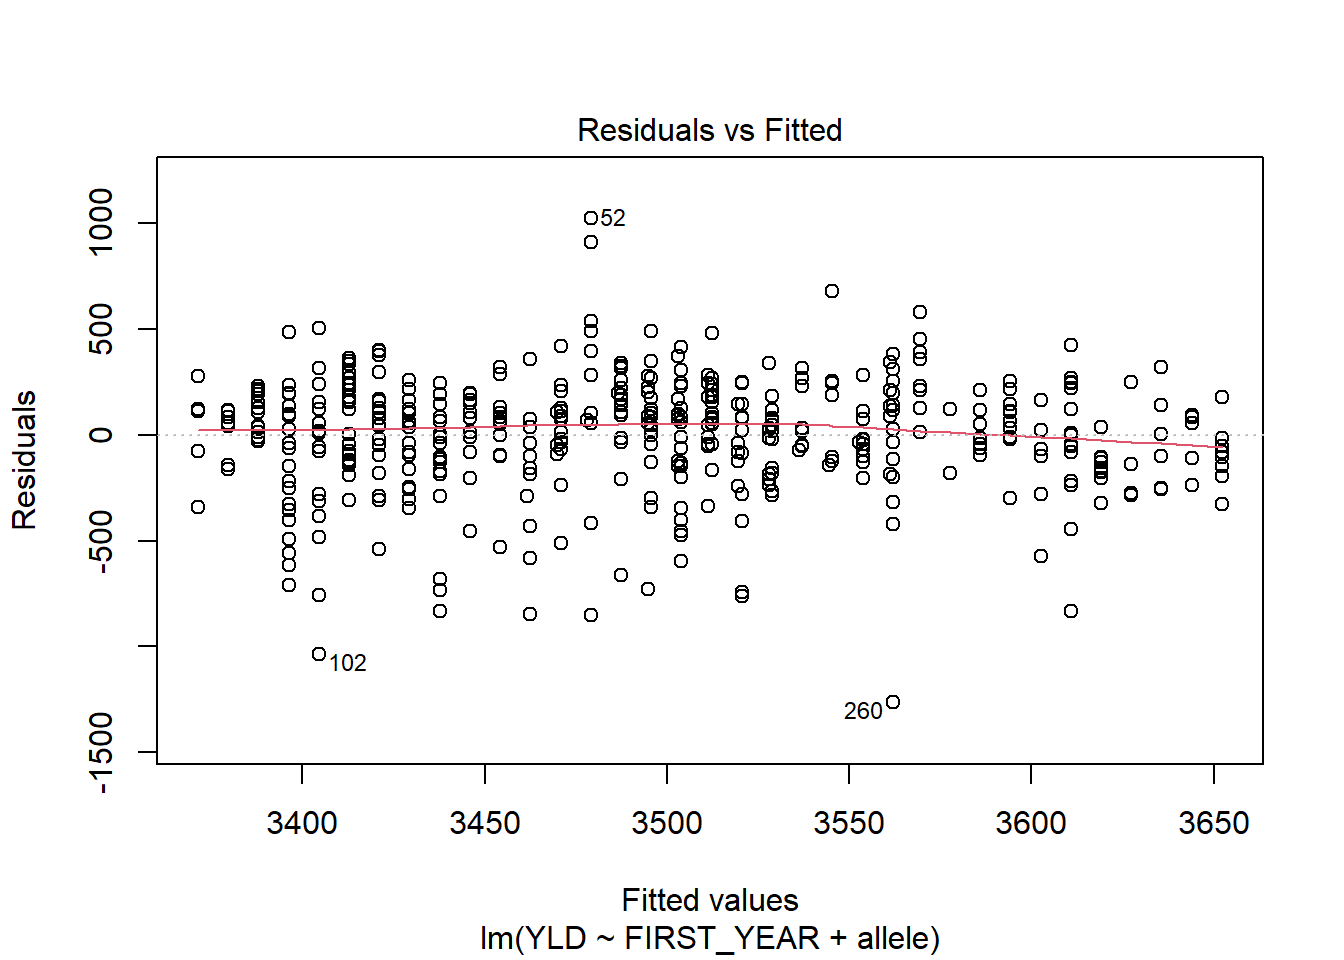 Residuals vs Fitted
Residuals
1000
500
0
-500
-1500
52
102
260
3400 3450 3500 3550 3600 3650
Fitted values
lm(YLD ~ FIRST_YEAR + allele)